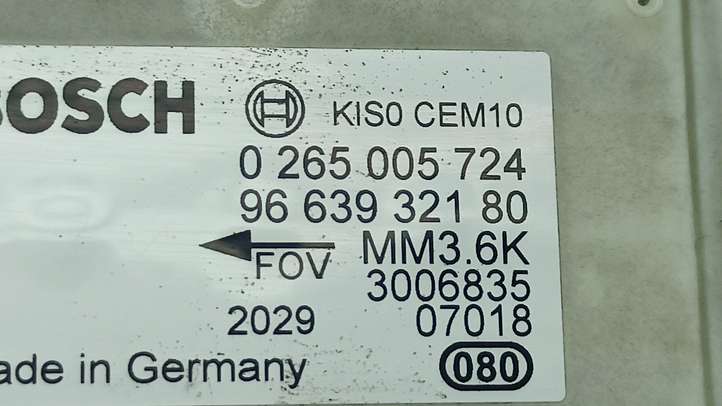 BOSCH KIS0 CEM10
0 265 005 724
96 639 321 80
FOV MM3.6K
3006835
2029 07018
ade in Germany 080